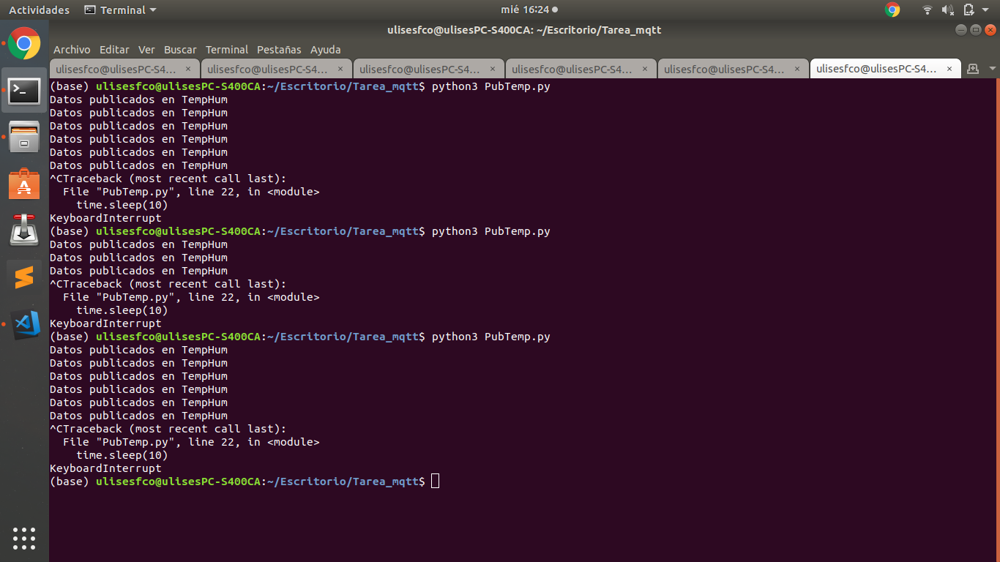 Actividades Terminal mié 16:24
ulisesfco@ulisesPC-S400CA: ~/Escritorio/Tarea_mqtt
Archivo Editar Ver Buscar Terminal Pestañas Ayuda
ulisesfco@ulisesPC-S4… × ulisesfco@ulisesPC-S4… × ulisesfco@ulisesPC-S4… × ulisesfco@ulisesPC-S4… × ulisesfco@ulisesPC-S4… × ulisesfco@ulisesPC-S4… ×
(base) ulisesfco@ulisesPC-S400CA:~/Escritorio/Tarea_mqtt$ python3 PubTemp.py
Datos publicados en TempHum
Datos publicados en TempHum
Datos publicados en TempHum
Datos publicados en TempHum
Datos publicados en TempHum
Datos publicados en TempHum
^CTraceback (most recent call last):
  File "PubTemp.py", line 22, in <module>
    time.sleep(10)
KeyboardInterrupt
(base) ulisesfco@ulisesPC-S400CA:~/Escritorio/Tarea_mqtt$ python3 PubTemp.py
Datos publicados en TempHum
Datos publicados en TempHum
Datos publicados en TempHum
^CTraceback (most recent call last):
  File "PubTemp.py", line 22, in <module>
    time.sleep(10)
KeyboardInterrupt
(base) ulisesfco@ulisesPC-S400CA:~/Escritorio/Tarea_mqtt$ python3 PubTemp.py
Datos publicados en TempHum
Datos publicados en TempHum
Datos publicados en TempHum
Datos publicados en TempHum
Datos publicados en TempHum
Datos publicados en TempHum
^CTraceback (most recent call last):
  File "PubTemp.py", line 22, in <module>
    time.sleep(10)
KeyboardInterrupt
(base) ulisesfco@ulisesPC-S400CA:~/Escritorio/Tarea_mqtt$